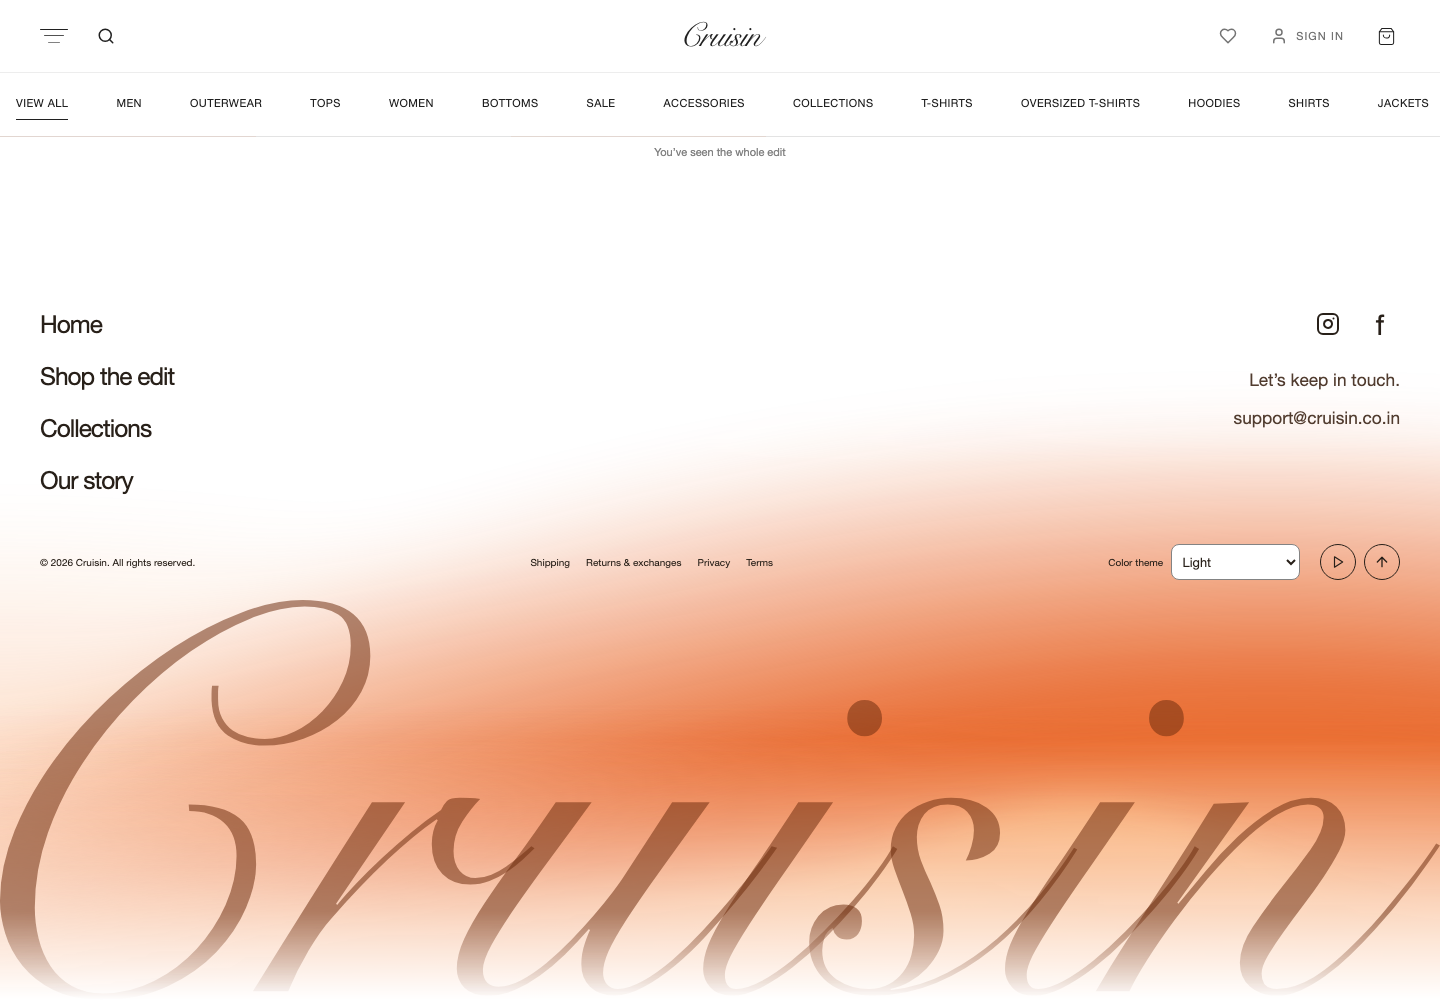 Cruisin
SIGN IN
VIEW ALL MEN OUTERWEAR TOPS WOMEN BOTTOMS SALE ACCESSORIES COLLECTIONS T-SHIRTS OVERSIZED T-SHIRTS HOODIES SHIRTS JACKETS
You’ve seen the whole edit
Home
Shop the edit
Collections
Our story
f
Let’s keep in touch.
support@cruisin.co.in
© 2026 Cruisin. All rights reserved.
Shipping Returns & exchanges Privacy Terms
Color theme Light
Cruisin